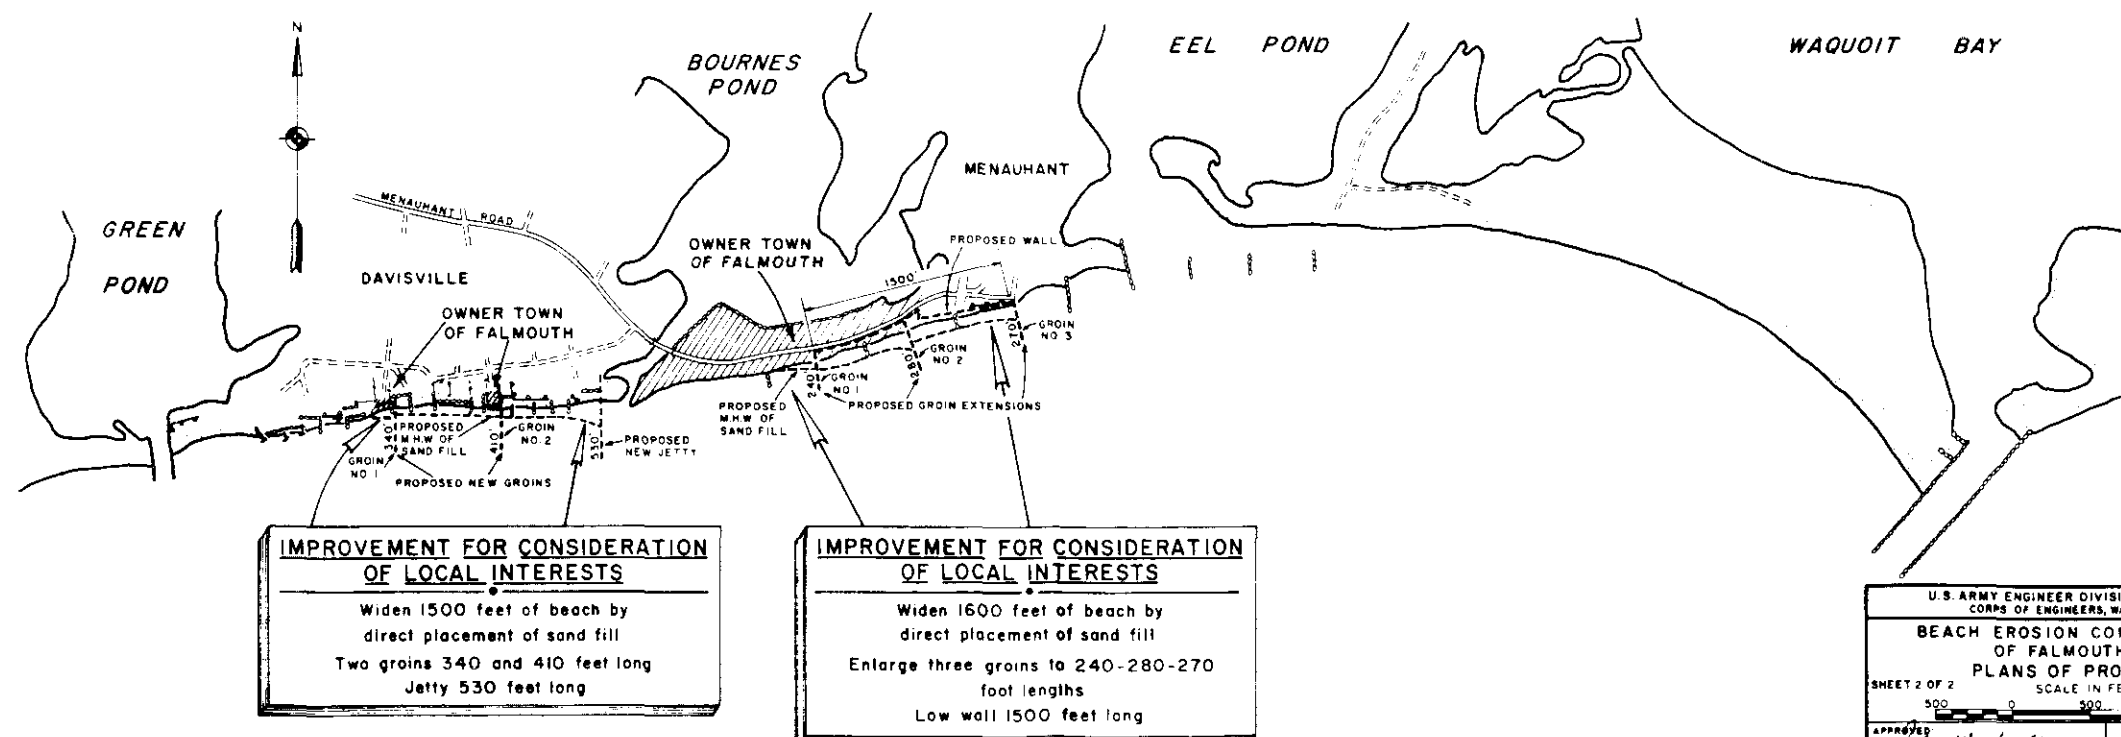 N
BOURNES
POND
EEL POND
WAQUOIT BAY
MENAUHANT
GREEN
POND
MENAUHANT ROAD
DAVISVILLE
OWNER TOWN
OF FALMOUTH
PROPOSED WALL
1500'
OWNER TOWN
OF FALMOUTH
GROIN
NO. 3
270'
GROIN
NO. 2
280'
GROIN
NO. 1
240'
PROPOSED GROIN EXTENSIONS
PROPOSED
M.H.W. OF
SAND FILL
PROPOSED
M.H.W. OF
SAND FILL
GROIN
NO. 1
340'
GROIN
NO. 2
410'
530'
PROPOSED
NEW JETTY
PROPOSED NEW GROINS
IMPROVEMENT FOR CONSIDERATION
OF LOCAL INTERESTS
Widen 1500 feet of beach by
direct placement of sand fill
Two groins 340 and 410 feet long
Jetty 530 feet long
IMPROVEMENT FOR CONSIDERATION
OF LOCAL INTERESTS
Widen 1600 feet of beach by
direct placement of sand fill
Enlarge three groins to 240-280-270
foot lengths
Low wall 1500 feet long
U.S. ARMY ENGINEER DIVISI
CORPS OF ENGINEERS, WA
BEACH EROSION CO
OF FALMOUTH
PLANS OF PRO
SHEET 2 OF 2
SCALE IN FE
500 0 500
APPROVED